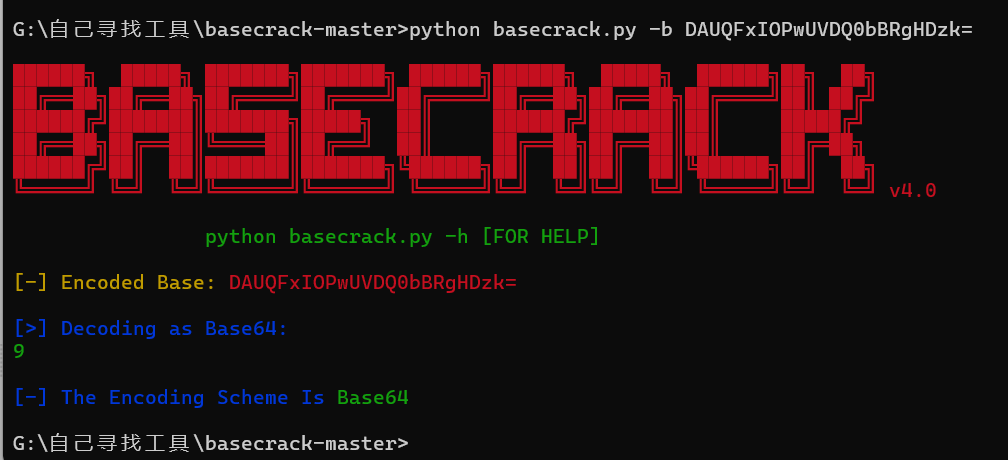 G:\自己寻找工具\basecrack-master>python basecrack.py -b DAUQFxIOPwUVDQ0bBRgHDzk=
BASECRACK v4.0
python basecrack.py -h [FOR HELP]
[-] Encoded Base: DAUQFxIOPwUVDQ0bBRgHDzk=
[>] Decoding as Base64:
9
[-] The Encoding Scheme Is Base64
G:\自己寻找工具\basecrack-master>